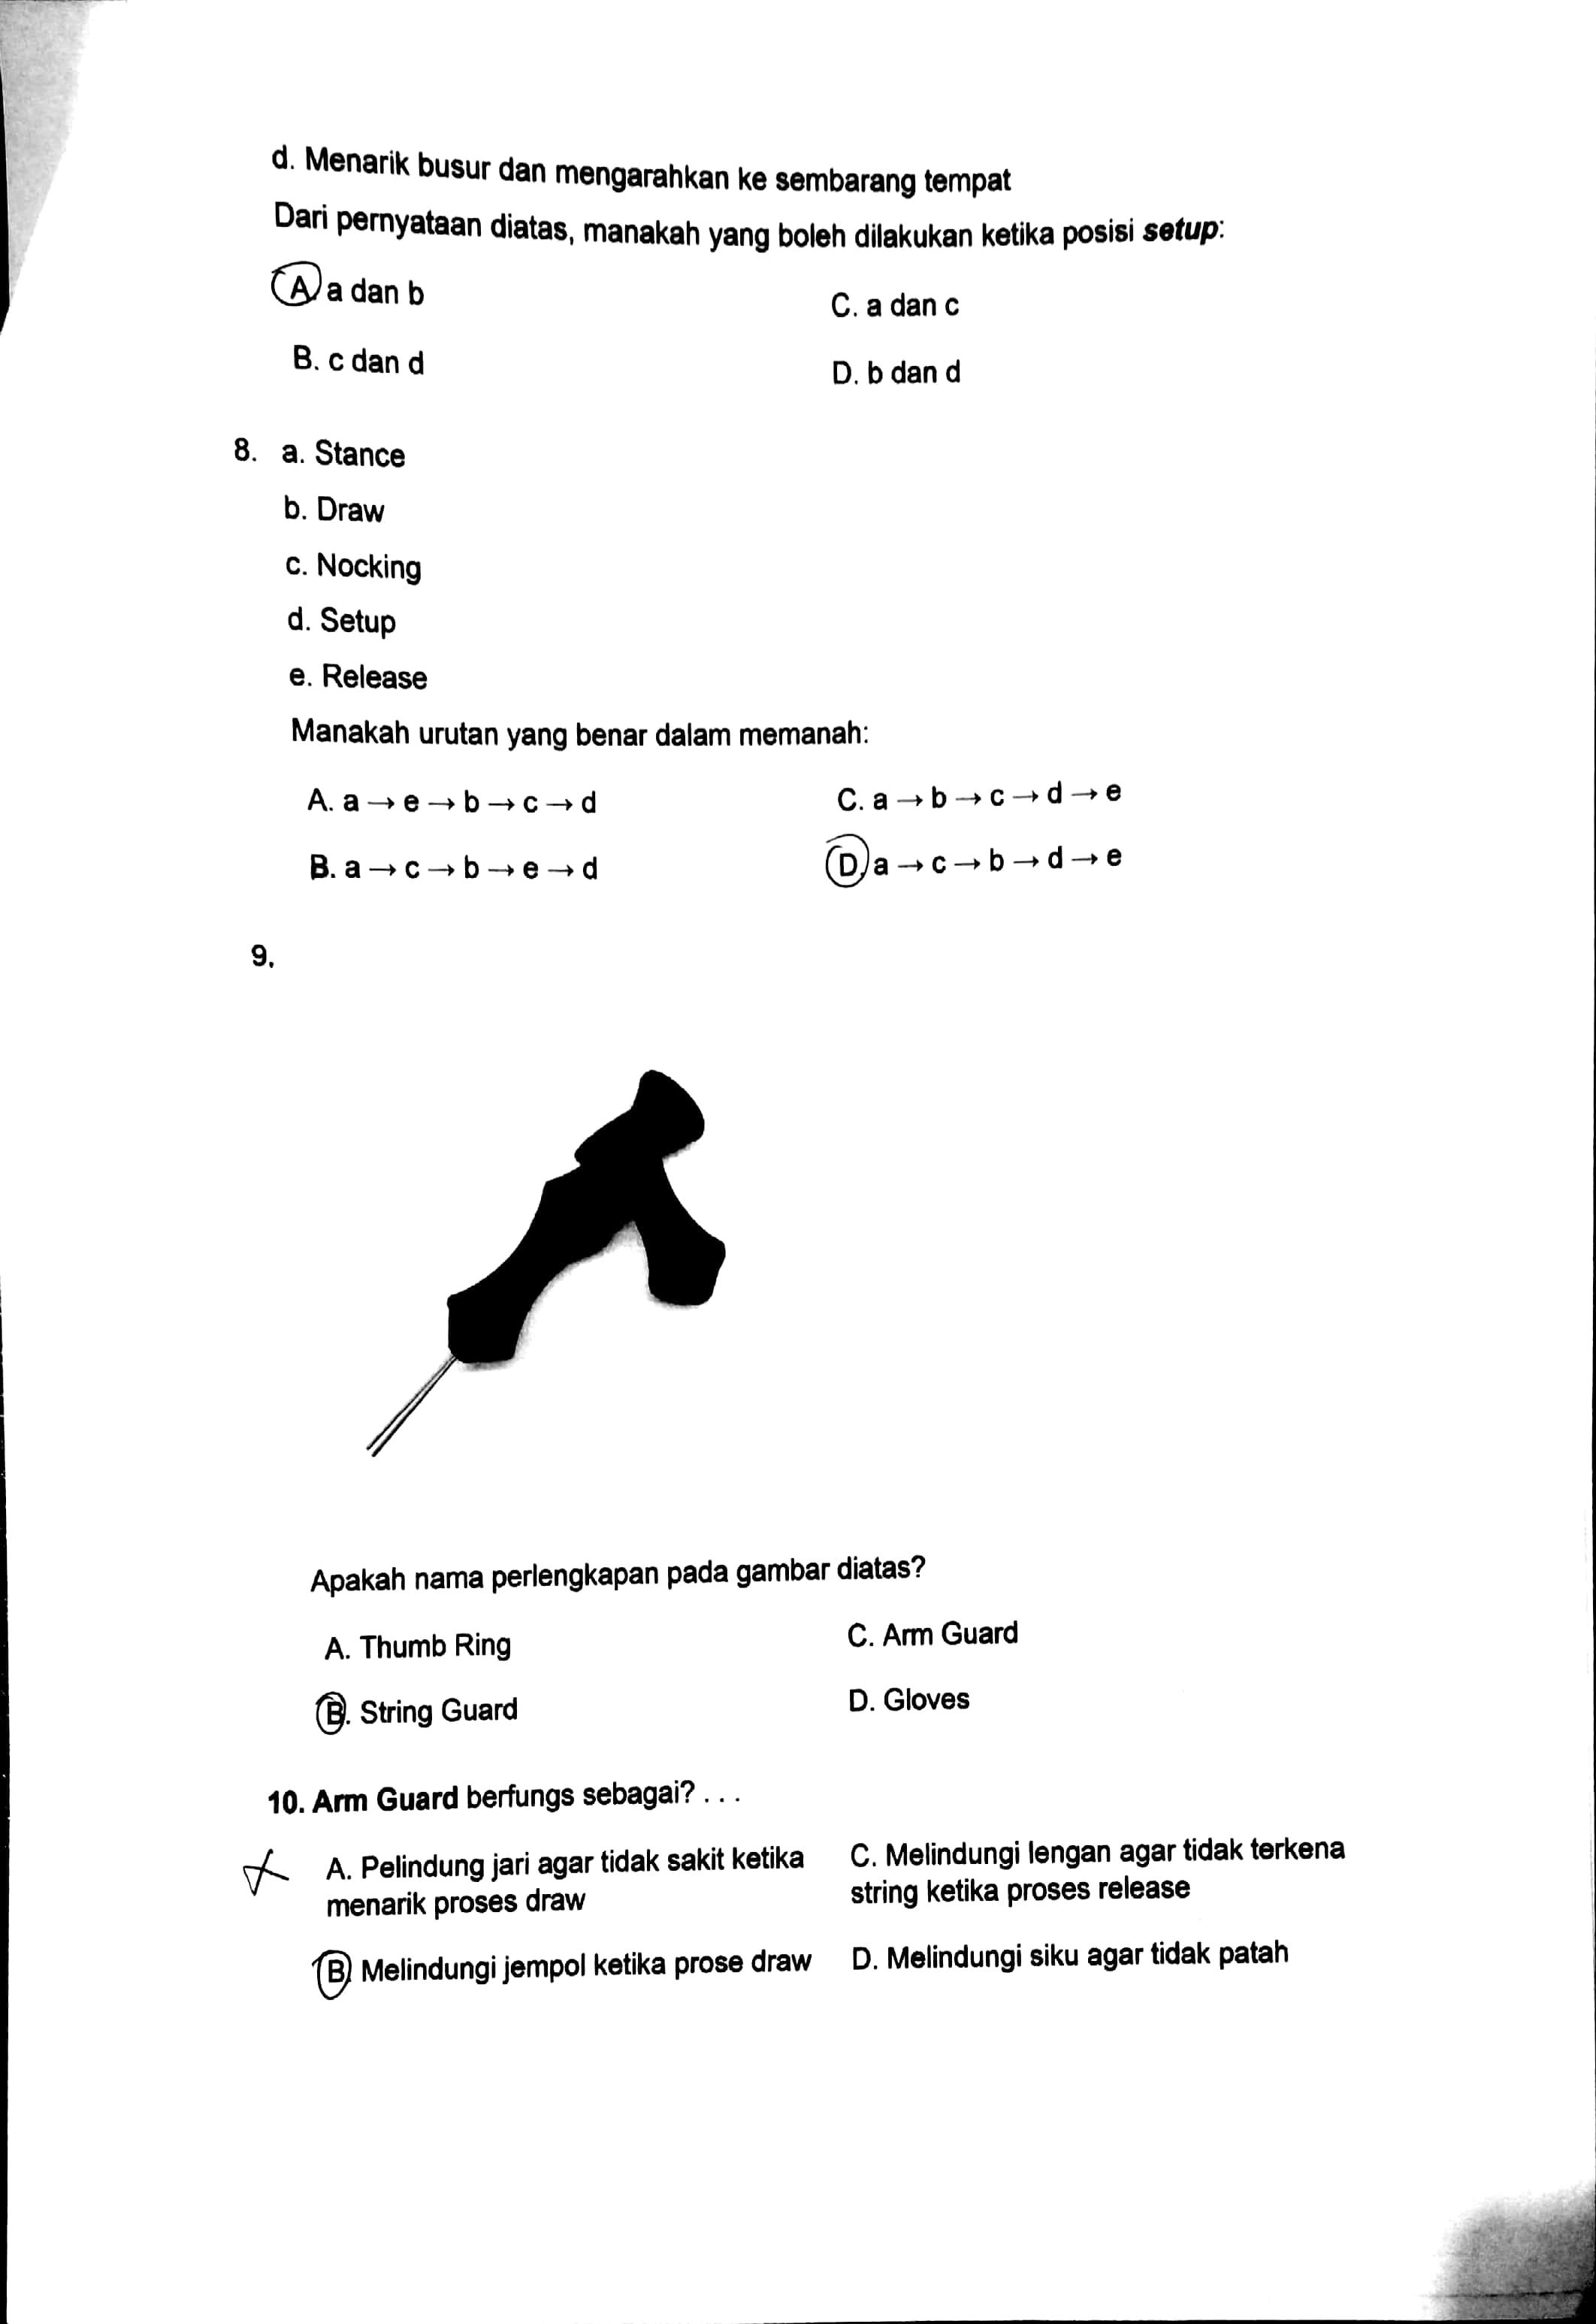 d. Menarik busur dan mengarahkan ke sembarang tempat
Dari pernyataan diatas, manakah yang boleh dilakukan ketika posisi setup:
A. a dan b
C. a dan c
B. c dan d
D. b dan d
8. a. Stance
b. Draw
c. Nocking
d. Setup
e. Release
Manakah urutan yang benar dalam memanah:
A. a → e → b → c → d
C. a → b → c → d → e
B. a → c → b → e → d
D. a → c → b → d → e
9.
Apakah nama perlengkapan pada gambar diatas?
A. Thumb Ring
C. Arm Guard
B. String Guard
D. Gloves
10. Arm Guard berfungs sebagai? . . .
A. Pelindung jari agar tidak sakit ketika
menarik proses draw
C. Melindungi lengan agar tidak terkena
string ketika proses release
B. Melindungi jempol ketika prose draw
D. Melindungi siku agar tidak patah